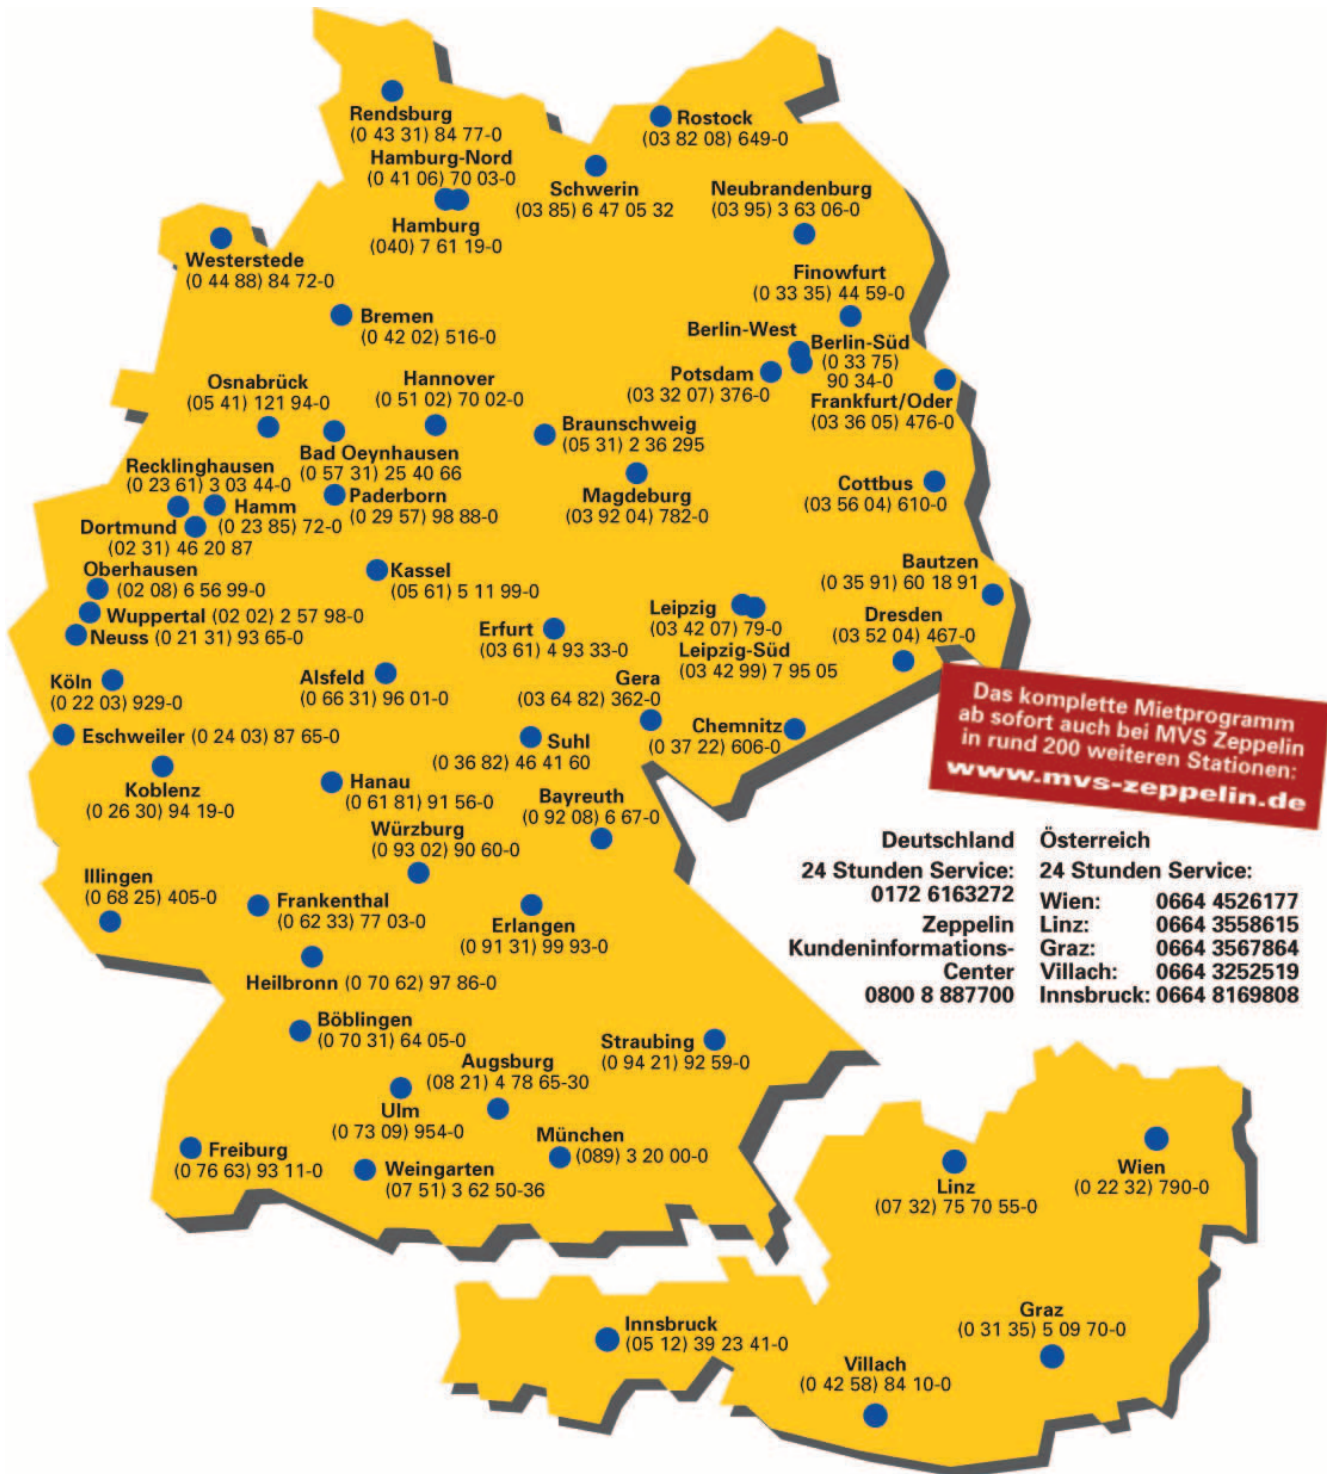 Rendsburg
(0 43 31) 84 77-0
Rostock
(03 82 08) 649-0
Hamburg-Nord
(0 41 06) 70 03-0
Schwerin
(03 85) 6 47 05 32
Neubrandenburg
(03 95) 3 63 06-0
Hamburg
(040) 7 61 19-0
Westerstede
(0 44 88) 84 72-0
Finowfurt
(0 33 35) 44 59-0
Bremen
(0 42 02) 516-0
Berlin-West
Berlin-Süd
(0 33 75)
90 34-0
Potsdam
(03 32 07) 376-0
Frankfurt/Oder
(03 36 05) 476-0
Osnabrück
(05 41) 121 94-0
Hannover
(0 51 02) 70 02-0
Braunschweig
(05 31) 2 36 295
Bad Oeynhausen
(0 57 31) 25 40 66
Recklinghausen
(0 23 61) 3 03 44-0
Hamm
(0 23 85) 72-0
Paderborn
(0 29 57) 98 88-0
Magdeburg
(03 92 04) 782-0
Cottbus
(03 56 04) 610-0
Dortmund
(02 31) 46 20 87
Oberhausen
(02 08) 6 56 99-0
Kassel
(05 61) 5 11 99-0
Bautzen
(0 35 91) 60 18 91
Wuppertal (02 02) 2 57 98-0
Neuss (0 21 31) 93 65-0
Erfurt
(03 61) 4 93 33-0
Leipzig
(03 42 07) 79-0
Leipzig-Süd
(03 42 99) 7 95 05
Dresden
(03 52 04) 467-0
Köln
(0 22 03) 929-0
Alsfeld
(0 66 31) 96 01-0
Gera
(03 64 82) 362-0
Eschweiler (0 24 03) 87 65-0
Suhl
(0 36 82) 46 41 60
Chemnitz
(0 37 22) 606-0
Koblenz
(0 26 30) 94 19-0
Hanau
(0 61 81) 91 56-0
Bayreuth
(0 92 08) 6 67-0
Würzburg
(0 93 02) 90 60-0
Illingen
(0 68 25) 405-0
Frankenthal
(0 62 33) 77 03-0
Erlangen
(0 91 31) 99 93-0
Heilbronn (0 70 62) 97 86-0
Böblingen
(0 70 31) 64 05-0
Straubing
(0 94 21) 92 59-0
Augsburg
(08 21) 4 78 65-30
Ulm
(0 73 09) 954-0
Freiburg
(0 76 63) 93 11-0
München
(089) 3 20 00-0
Weingarten
(07 51) 3 62 50-36
Das komplette Mietprogramm
ab sofort auch bei MVS Zeppelin
in rund 200 weiteren Stationen:
www.mvs-zeppelin.de
Deutschland
24 Stunden Service:
0172 6163272
Zeppelin
Kundeninformations-
Center
0800 8 887700
Österreich
24 Stunden Service:
Wien: 0664 4526177
Linz: 0664 3558615
Graz: 0664 3567864
Villach: 0664 3252519
Innsbruck: 0664 8169808
Wien
(0 22 32) 790-0
Linz
(07 32) 75 70 55-0
Graz
(0 31 35) 5 09 70-0
Innsbruck
(05 12) 39 23 41-0
Villach
(0 42 58) 84 10-0